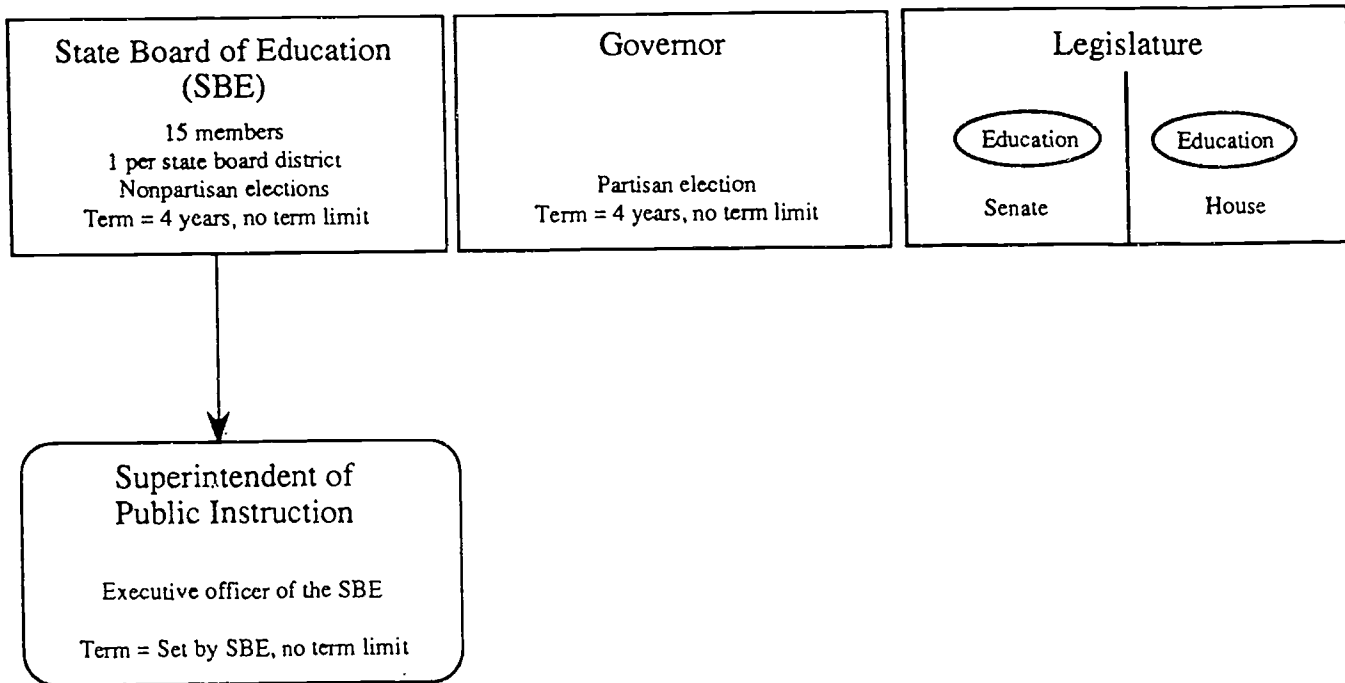 State Board of Education
(SBE)
15 members
1 per state board district
Nonpartisan elections
Term = 4 years, no term limit
Governor
Partisan election
Term = 4 years, no term limit
Legislature
Education
Education
Senate
House
Superintendent of
Public Instruction
Executive officer of the SBE
Term = Set by SBE, no term limit